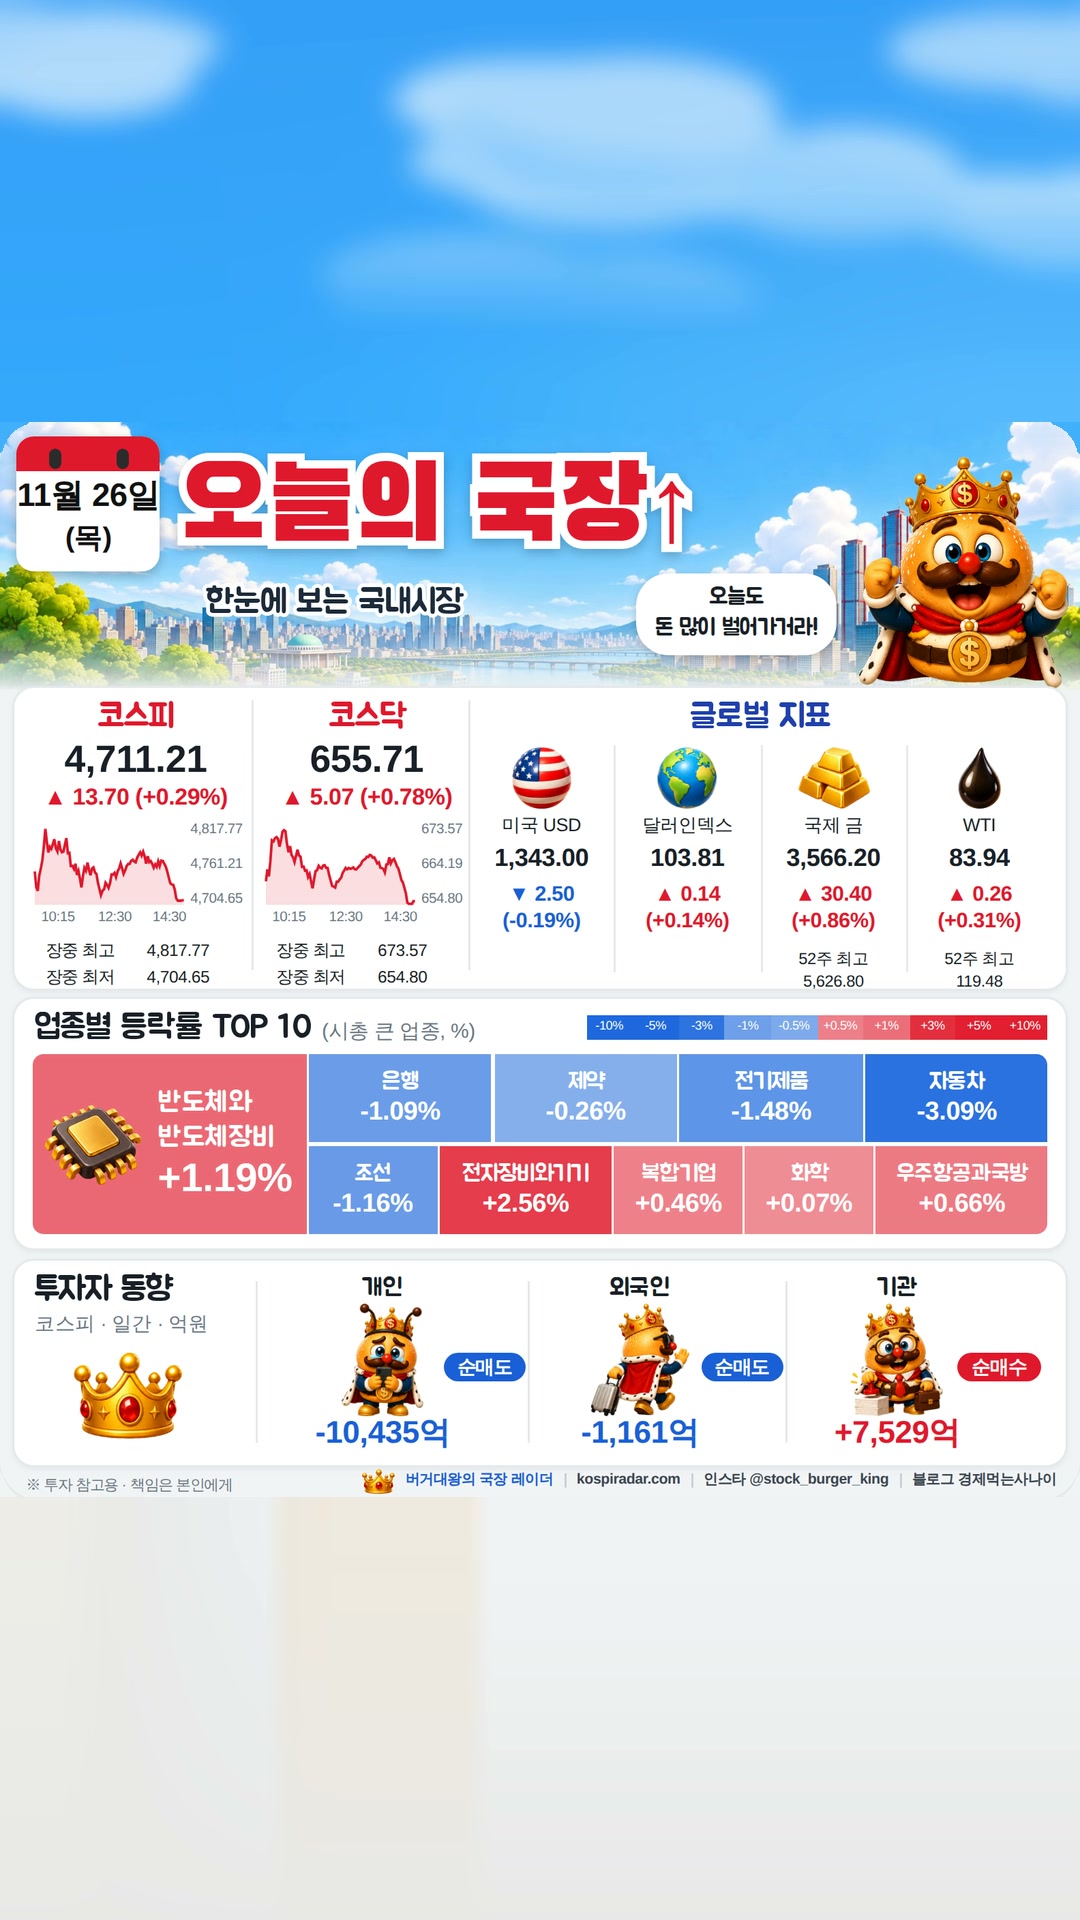 11월 26일
(목)
오늘의 국장↑
한눈에 보는 국내시장
오늘도
돈 많이 벌어가거라!
코스피
4,711.21
▲ 13.70 (+0.29%)
4,817.77
4,761.21
4,704.65
10:15 12:30 14:30
장중 최고 4,817.77
장중 최저 4,704.65
코스닥
655.71
▲ 5.07 (+0.78%)
673.57
664.19
654.80
10:15 12:30 14:30
장중 최고 673.57
장중 최저 654.80
글로벌 지표
미국 USD
1,343.00
▼ 2.50
(-0.19%)
달러인덱스
103.81
▲ 0.14
(+0.14%)
국제 금
3,566.20
▲ 30.40
(+0.86%)
52주 최고
5,626.80
WTI
83.94
▲ 0.26
(+0.31%)
52주 최고
119.48
업종별 등락률 TOP 10 (시총 큰 업종, %)
-10% -5% -3% -1% -0.5% +0.5% +1% +3% +5% +10%
반도체와
반도체장비
+1.19%
은행
-1.09%
제약
-0.26%
전기제품
-1.48%
자동차
-3.09%
조선
-1.16%
전자장비와기기
+2.56%
복합기업
+0.46%
화학
+0.07%
우주항공과국방
+0.66%
투자자 동향
코스피 · 일간 · 억원
개인
순매도
-10,435억
외국인
순매도
-1,161억
기관
순매수
+7,529억
※ 투자 참고용 · 책임은 본인에게
버거대왕의 국장 레이더 | kospiradar.com | 인스타 @stock_burger_king | 블로그 경제먹는사나이